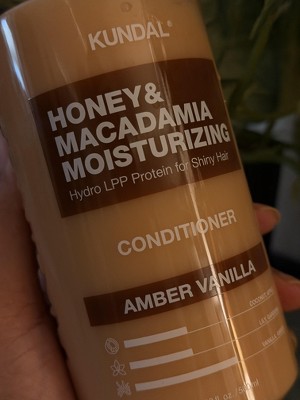 KUNDAL®
HONEY&
MACADAMIA
MOISTURIZING
Hydro LPP Protein for Shiny Hair
CONDITIONER
AMBER VANILLA